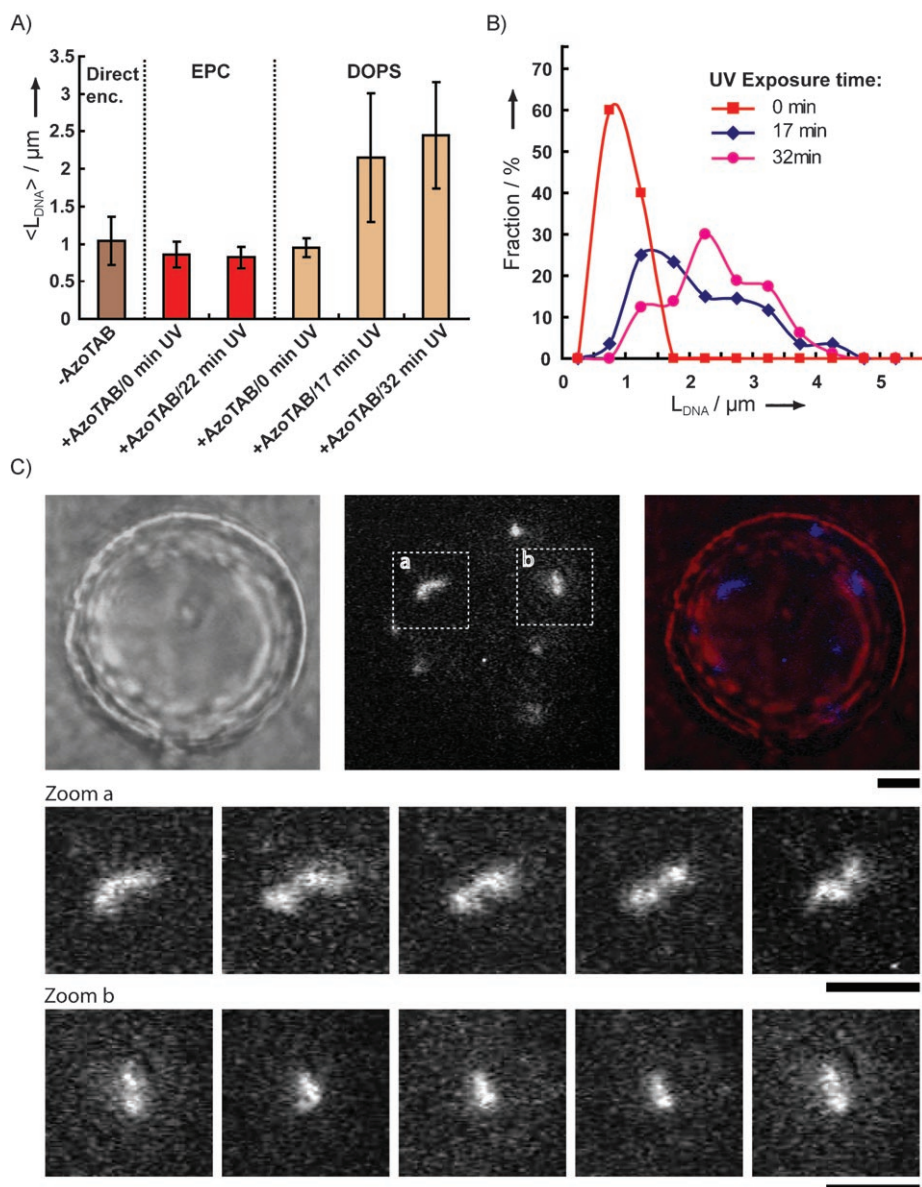 A)
<L_DNA> / µm
3.5
3
2.5
2
1.5
1
0.5
0
Direct
enc.
EPC
DOPS
-AzoTAB
+AzoTAB/0 min UV
+AzoTAB/22 min UV
+AzoTAB/0 min UV
+AzoTAB/17 min UV
+AzoTAB/32 min UV
B)
Fraction / %
70
60
50
40
30
20
10
0
0 1 2 3 4 5
L_DNA / µm
UV Exposure time:
0 min
17 min
32min
C)
a
b
Zoom a
Zoom b